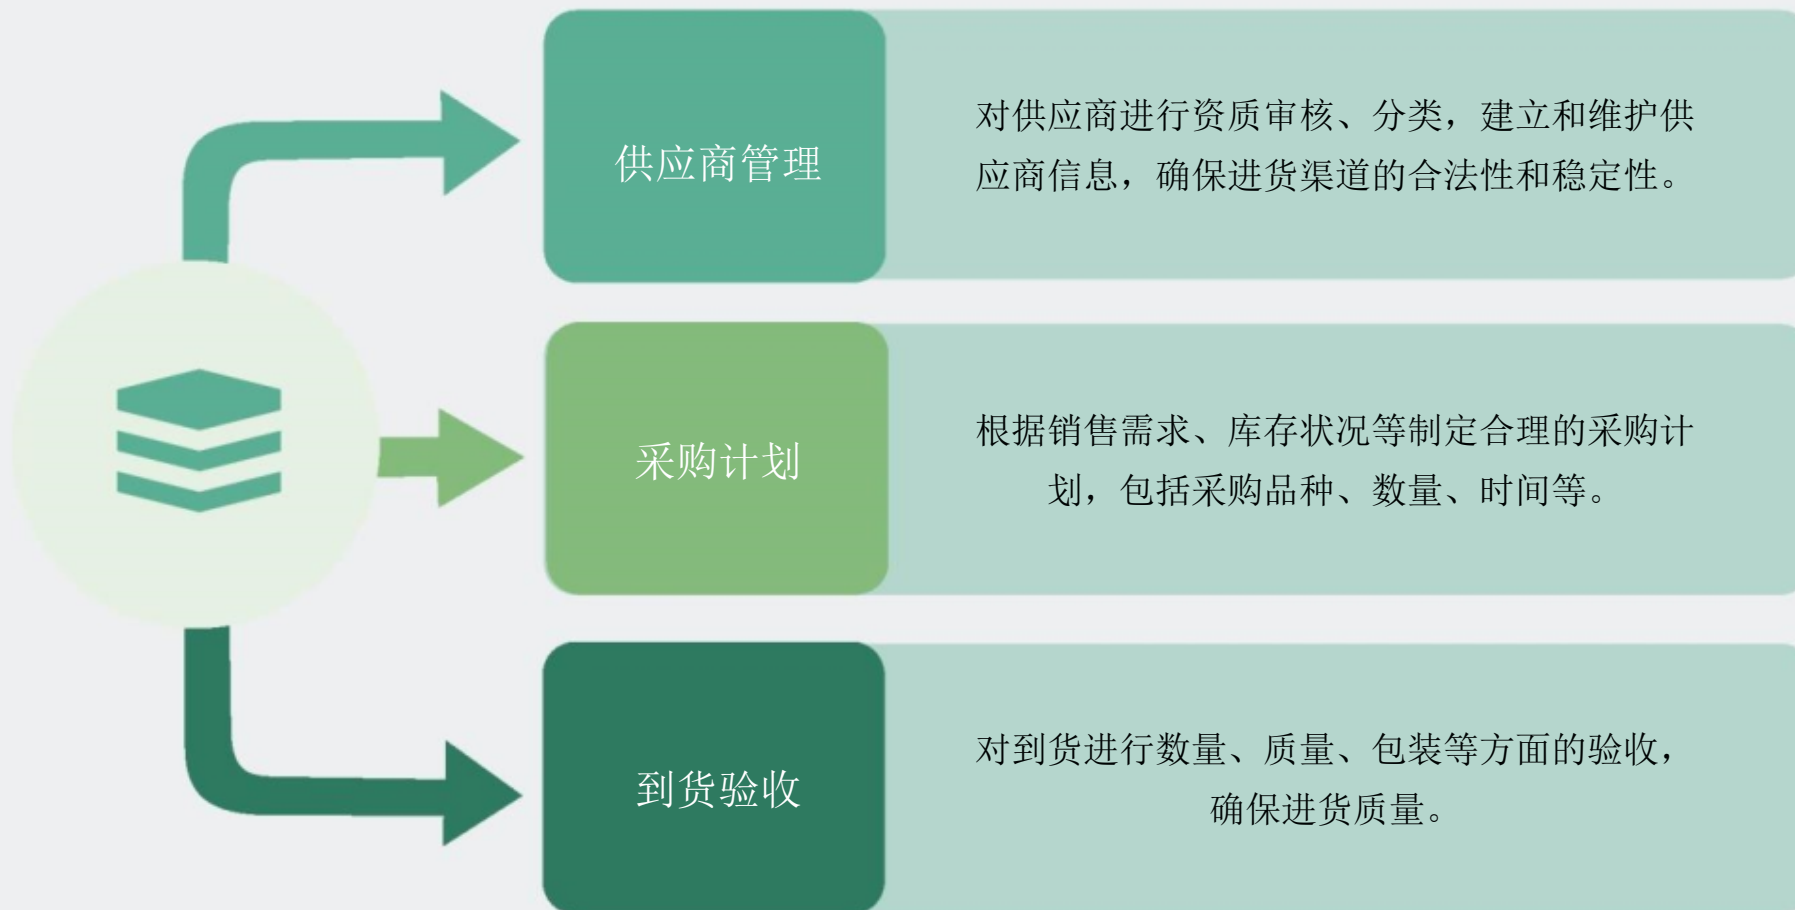 供应商管理
对供应商进行资质审核、分类，建立和维护供
应商信息，确保进货渠道的合法性和稳定性。
采购计划
根据销售需求、库存状况等制定合理的采购计
划，包括采购品种、数量、时间等。
到货验收
对到货进行数量、质量、包装等方面的验收，
确保进货质量。